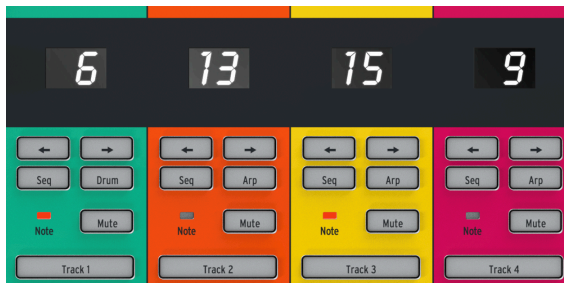 6 13 15 9
← → ← → ← → ← →
Seq Drum Seq Arp Seq Arp Seq Arp
Note Mute Note Mute Note Mute Note Mute
Track 1 Track 2 Track 3 Track 4